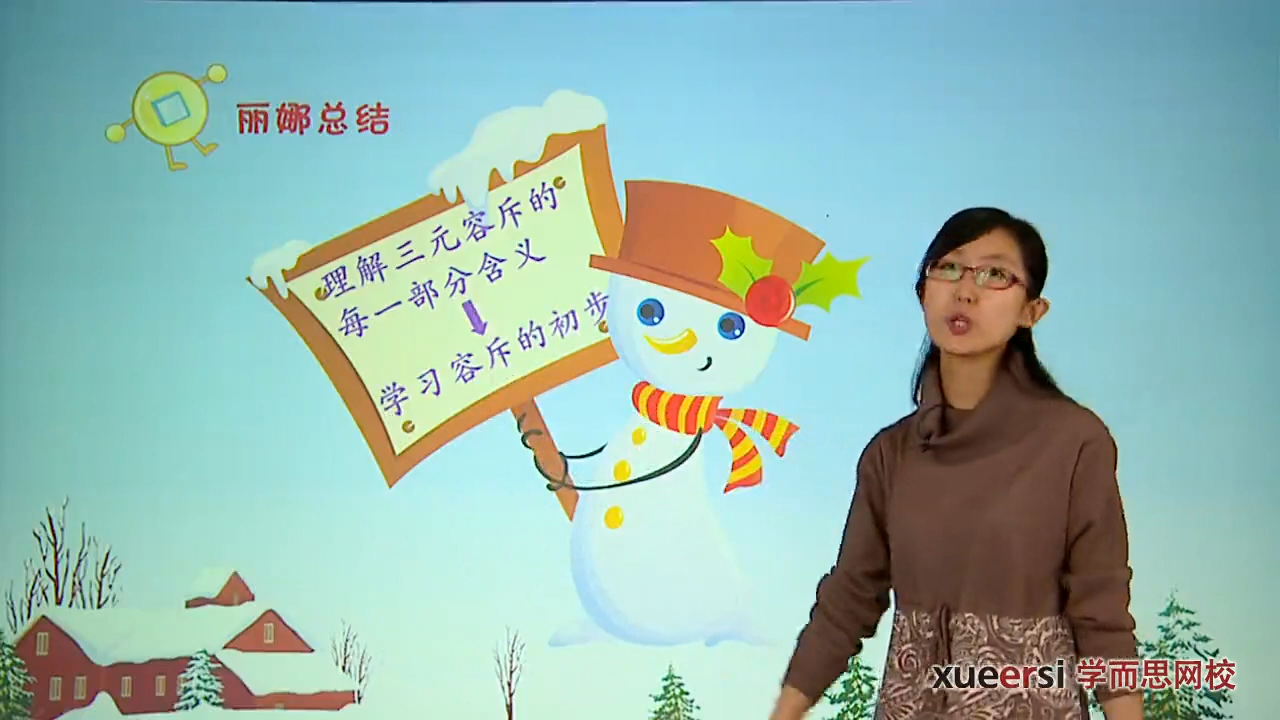 丽娜总结
理解三元容斥的
每一部分含义
学习容斥的初步
xueersi 学而思网校